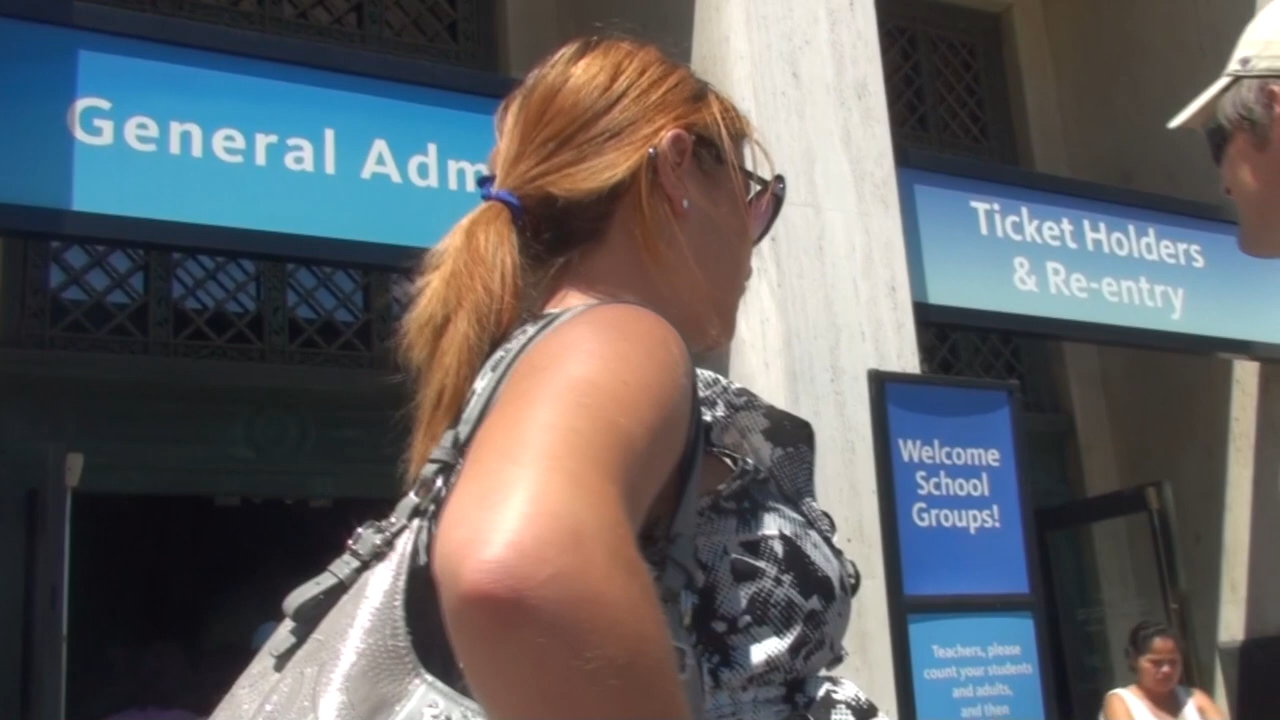 General Adm
Ticket Holders
& Re-entry
Welcome
School
Groups!
Teachers, please
count your students
and adults,
and then